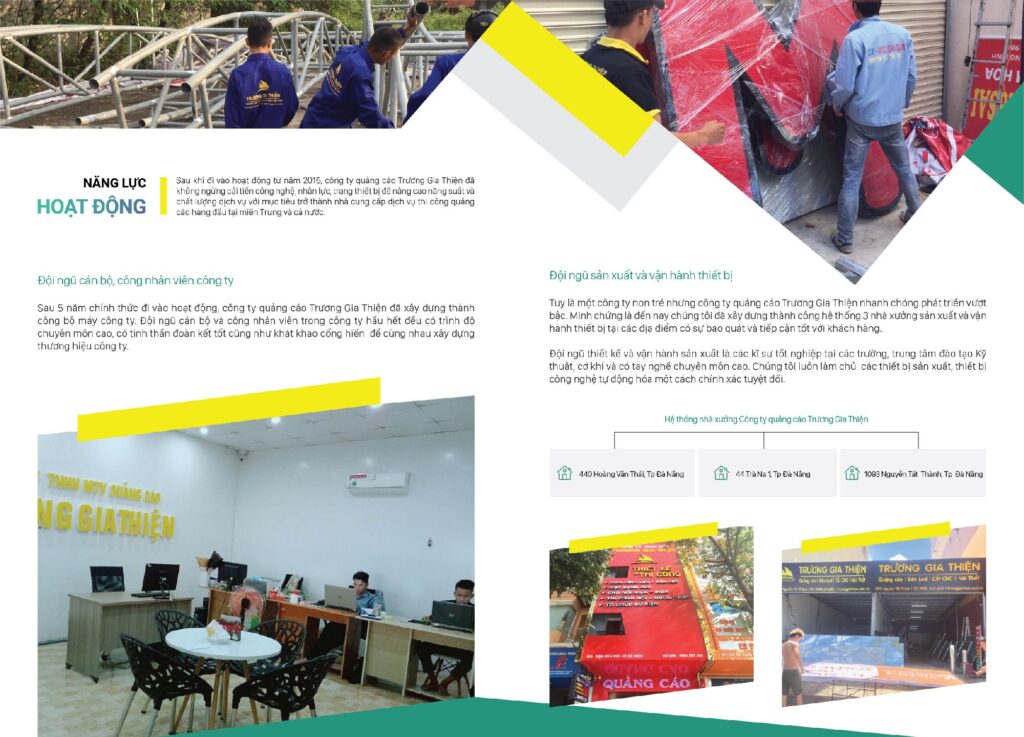 TRƯƠNG GIA THIỆN
NĂNG LỰC
HOẠT ĐỘNG
Sau khi đi vào hoạt động từ năm 2015, công ty quảng cáo Trương Gia Thiện đã
không ngừng cải tiến công nghệ, nhân lực, trang thiết bị để nâng cao năng suất và
chất lượng dịch vụ với mục tiêu trở thành nhà cung cấp dịch vụ thi công quảng
cáo hàng đầu tại miền Trung và cả nước.
Đội ngũ cán bộ, công nhân viên công ty
Sau 5 năm chính thức đi vào hoạt động, công ty quảng cáo Trương Gia Thiện đã xây dựng thành
công bộ máy công ty. Đội ngũ cán bộ và công nhân viên trong công ty hầu hết đều có trình độ
chuyên môn cao, có tinh thần đoàn kết tốt cũng như khát khao cống hiến để cùng nhau xây dựng
thương hiệu công ty.
TNHH MTV QUẢNG CÁO
NG GIA THIỆN
Đội ngũ sản xuất và vận hành thiết bị
Tuy là một công ty non trẻ nhưng công ty quảng cáo Trương Gia Thiện nhanh chóng phát triển vượt
bậc. Minh chứng là đến nay chúng tôi đã xây dựng thành công hệ thống 3 nhà xưởng sản xuất và vận
hành thiết bị tại các địa điểm có sự bao quát và tiếp cận tốt với khách hàng.
Đội ngũ thiết kế và vận hành sản xuất là các kĩ sư tốt nghiệp tại các trường, trung tâm đào tạo Kỹ
thuật, cơ khí và có tay nghề chuyên môn cao. Chúng tôi luôn làm chủ các thiết bị sản xuất, thiết bị
công nghệ tự động hóa một cách chính xác tuyệt đối.
Hệ thống nhà xưởng Công ty quảng cáo Trương Gia Thiện
440 Hoàng Văn Thái, Tp Đà Nẵng
44 Trà Na 1, Tp Đà Nẵng
1093 Nguyễn Tất Thành, Tp Đà Nẵng
THIẾT KẾ
THI CÔNG
QUẢNG CÁO
TRƯƠNG GIA THIỆN
TRƯƠNG GIA THIỆN